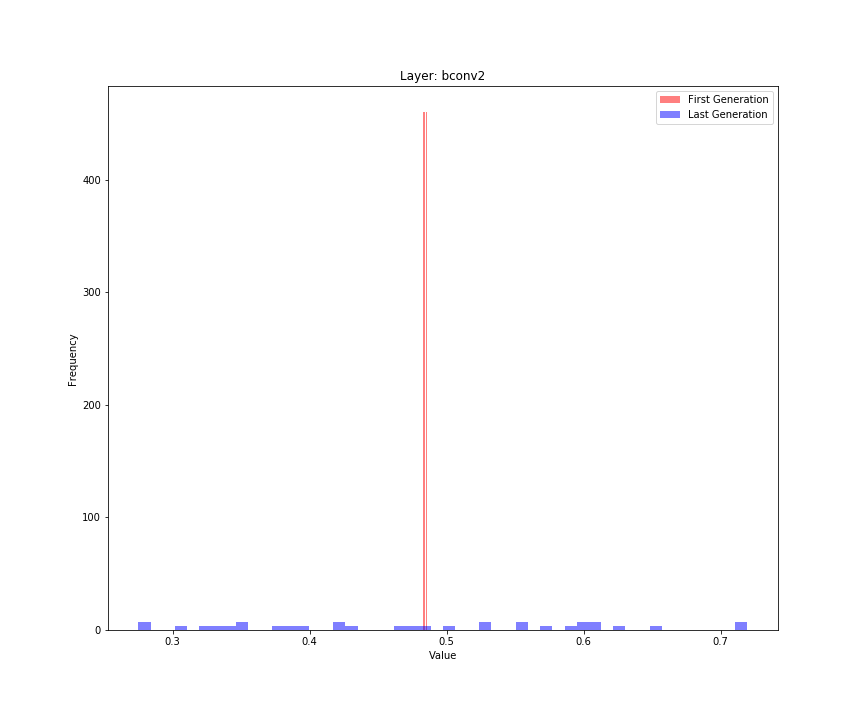 Layer: bconv2
First Generation
Last Generation
400
300
200
100
0
Frequency
0.3 0.4 0.5 0.6 0.7
Value